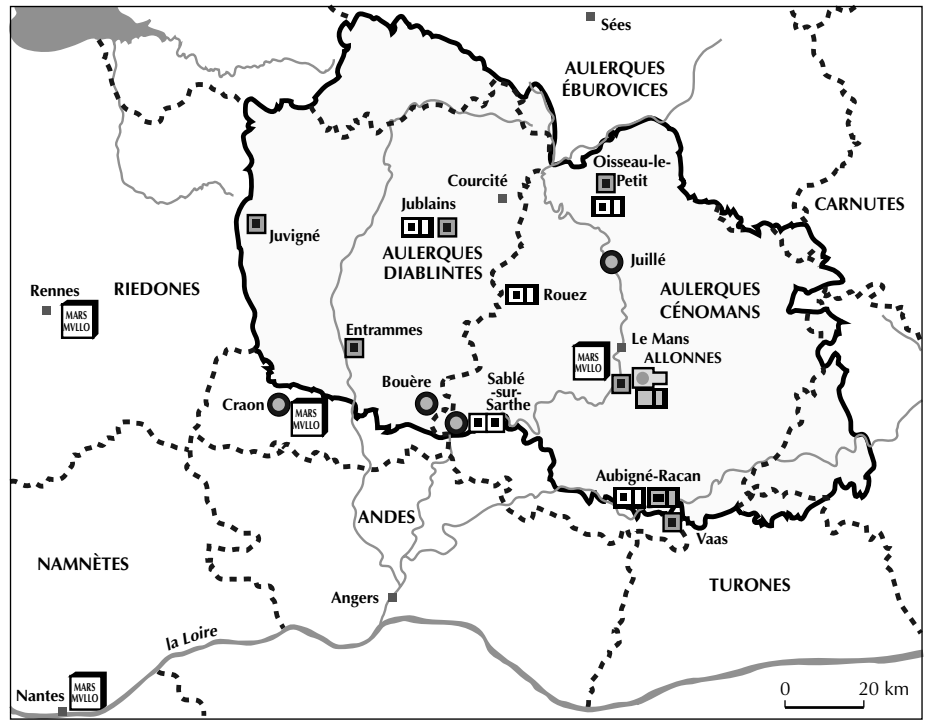 Sées
AULERQUES
ÉBUROVICES
Oisseau-le-
Petit
Courcité
CARNUTES
Jublains
Juvigné
AULERQUES
DIABLINTES
Juillé
Rennes
RIEDONES
MARS
MVLLO
Rouez
AULERQUES
CÉNOMANS
Entrammes
Le Mans
MARS
MVLLO
ALLONNES
Bouère
Sablé
-sur-
Sarthe
Craon
MARS
MVLLO
Aubigné-Racan
ANDES
Vaas
NAMNÈTES
TURONES
Angers
la Loire
Nantes
MARS
MVLLO
0 20 km